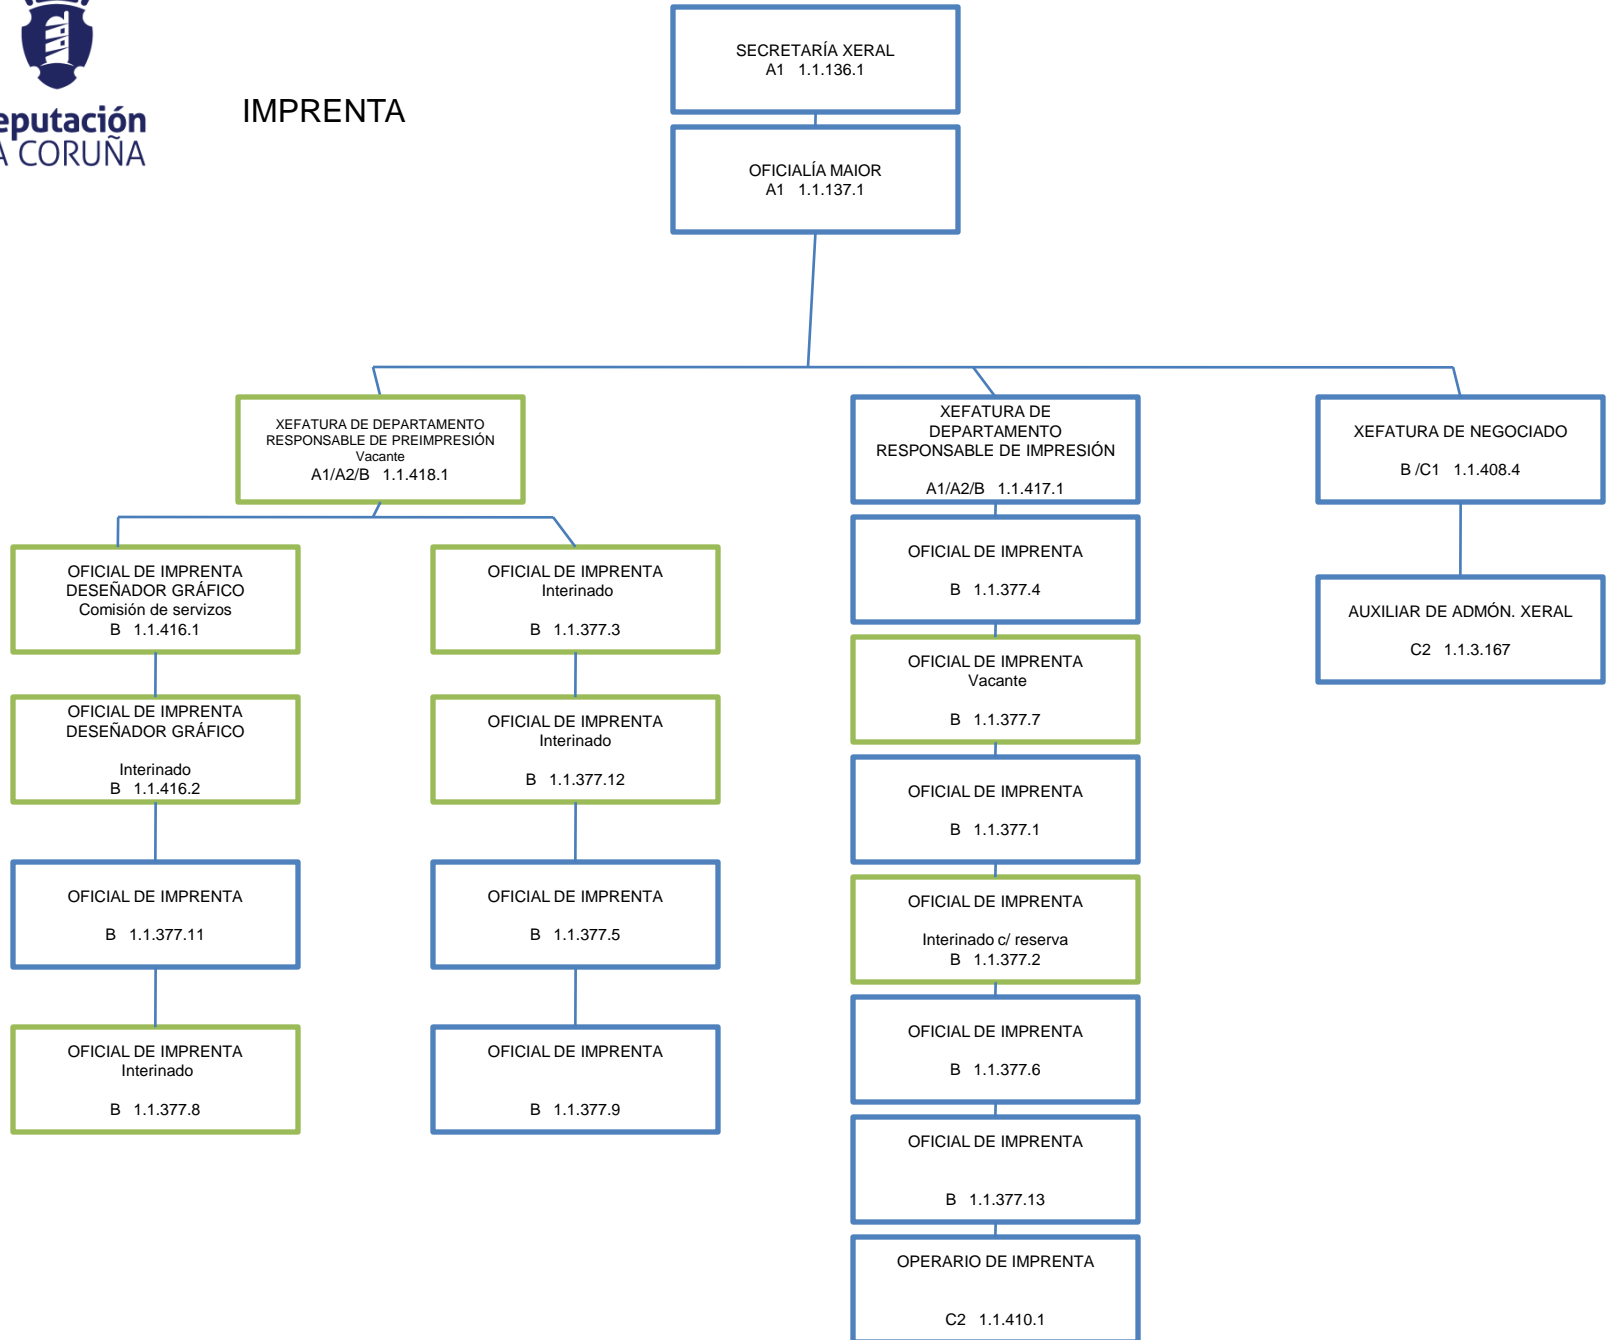 eputación
A CORUÑA
IMPRENTA
SECRETARÍA XERAL
A1 1.1.136.1
OFICIALÍA MAIOR
A1 1.1.137.1
XEFATURA DE DEPARTAMENTO
RESPONSABLE DE PREIMPRESIÓN
Vacante
A1/A2/B 1.1.418.1
XEFATURA DE
DEPARTAMENTO
RESPONSABLE DE IMPRESIÓN
A1/A2/B 1.1.417.1
XEFATURA DE NEGOCIADO
B /C1 1.1.408.4
OFICIAL DE IMPRENTA
DESEÑADOR GRÁFICO
Comisión de servizos
B 1.1.416.1
OFICIAL DE IMPRENTA
DESEÑADOR GRÁFICO
Interinado
B 1.1.416.2
OFICIAL DE IMPRENTA
B 1.1.377.11
OFICIAL DE IMPRENTA
Interinado
B 1.1.377.8
OFICIAL DE IMPRENTA
Interinado
B 1.1.377.3
OFICIAL DE IMPRENTA
Interinado
B 1.1.377.12
OFICIAL DE IMPRENTA
B 1.1.377.5
OFICIAL DE IMPRENTA
B 1.1.377.9
OFICIAL DE IMPRENTA
B 1.1.377.4
OFICIAL DE IMPRENTA
Vacante
B 1.1.377.7
OFICIAL DE IMPRENTA
B 1.1.377.1
OFICIAL DE IMPRENTA
Interinado c/ reserva
B 1.1.377.2
OFICIAL DE IMPRENTA
B 1.1.377.6
OFICIAL DE IMPRENTA
B 1.1.377.13
OPERARIO DE IMPRENTA
C2 1.1.410.1
AUXILIAR DE ADMÓN. XERAL
C2 1.1.3.167